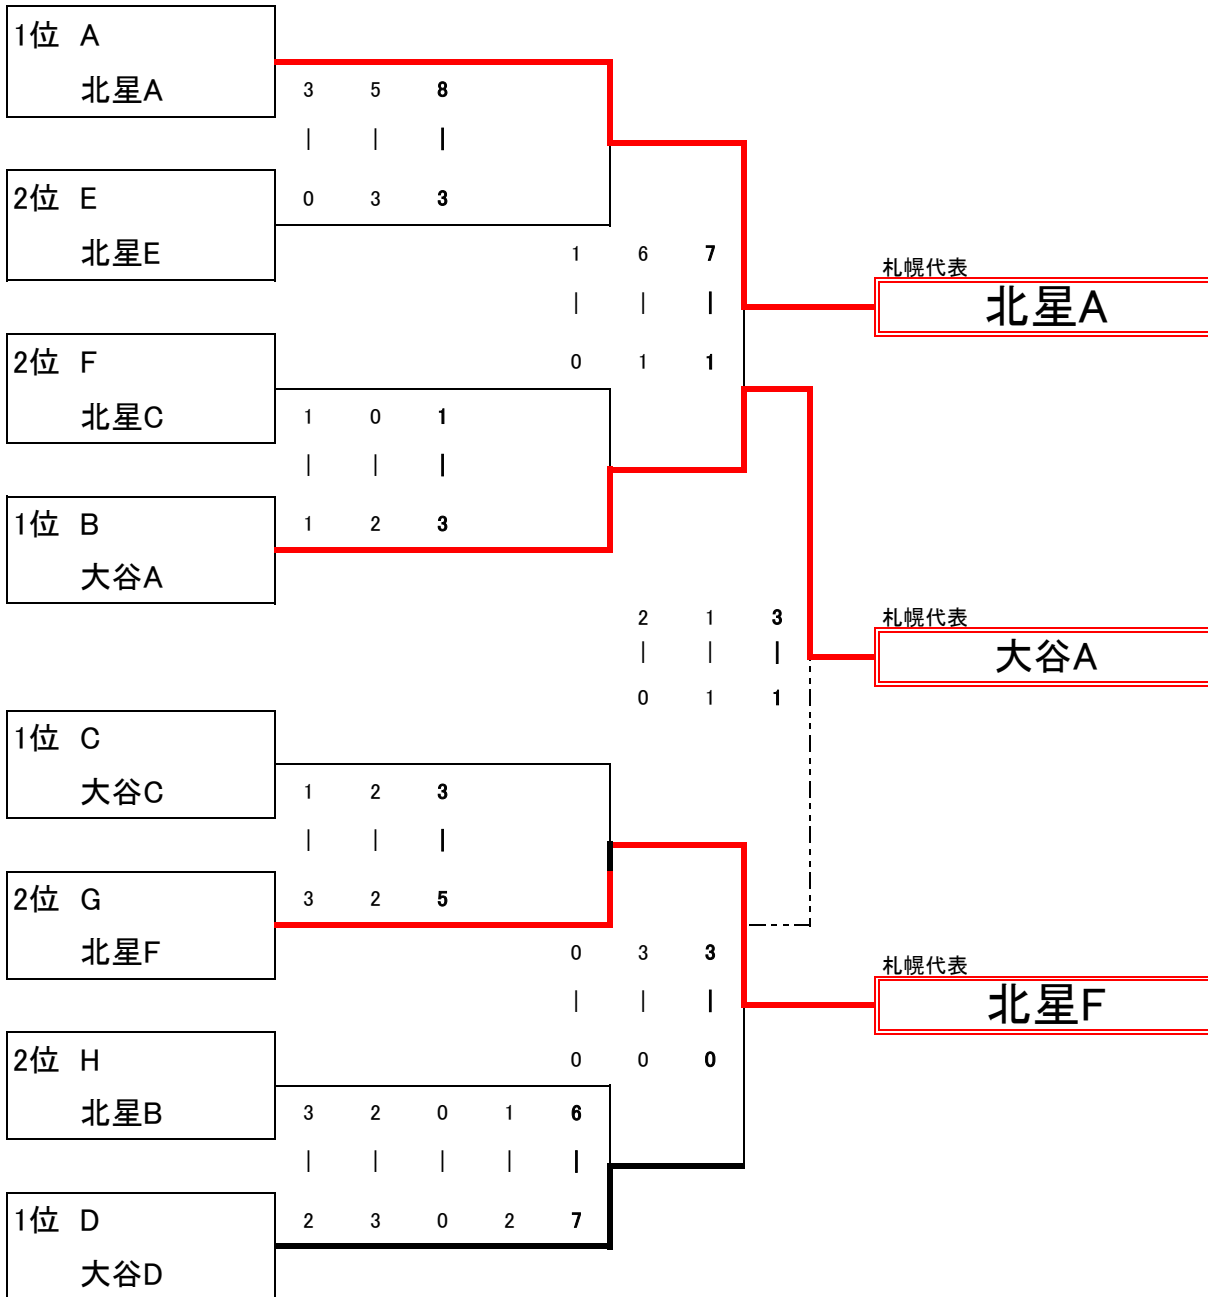 1位 A
北星A
3 5 8
| | |
0 3 3
2位 E
北星E
1 6 7
| | |
0 1 1
札幌代表
北星A
2位 F
北星C
1 0 1
| | |
1 2 3
1位 B
大谷A
2 1 3
| | |
0 1 1
札幌代表
大谷A
1位 C
大谷C
1 2 3
| | |
3 2 5
2位 G
北星F
0 3 3
| | |
0 0 0
札幌代表
北星F
2位 H
北星B
3 2 0 1 6
| | | | |
2 3 0 2 7
1位 D
大谷D